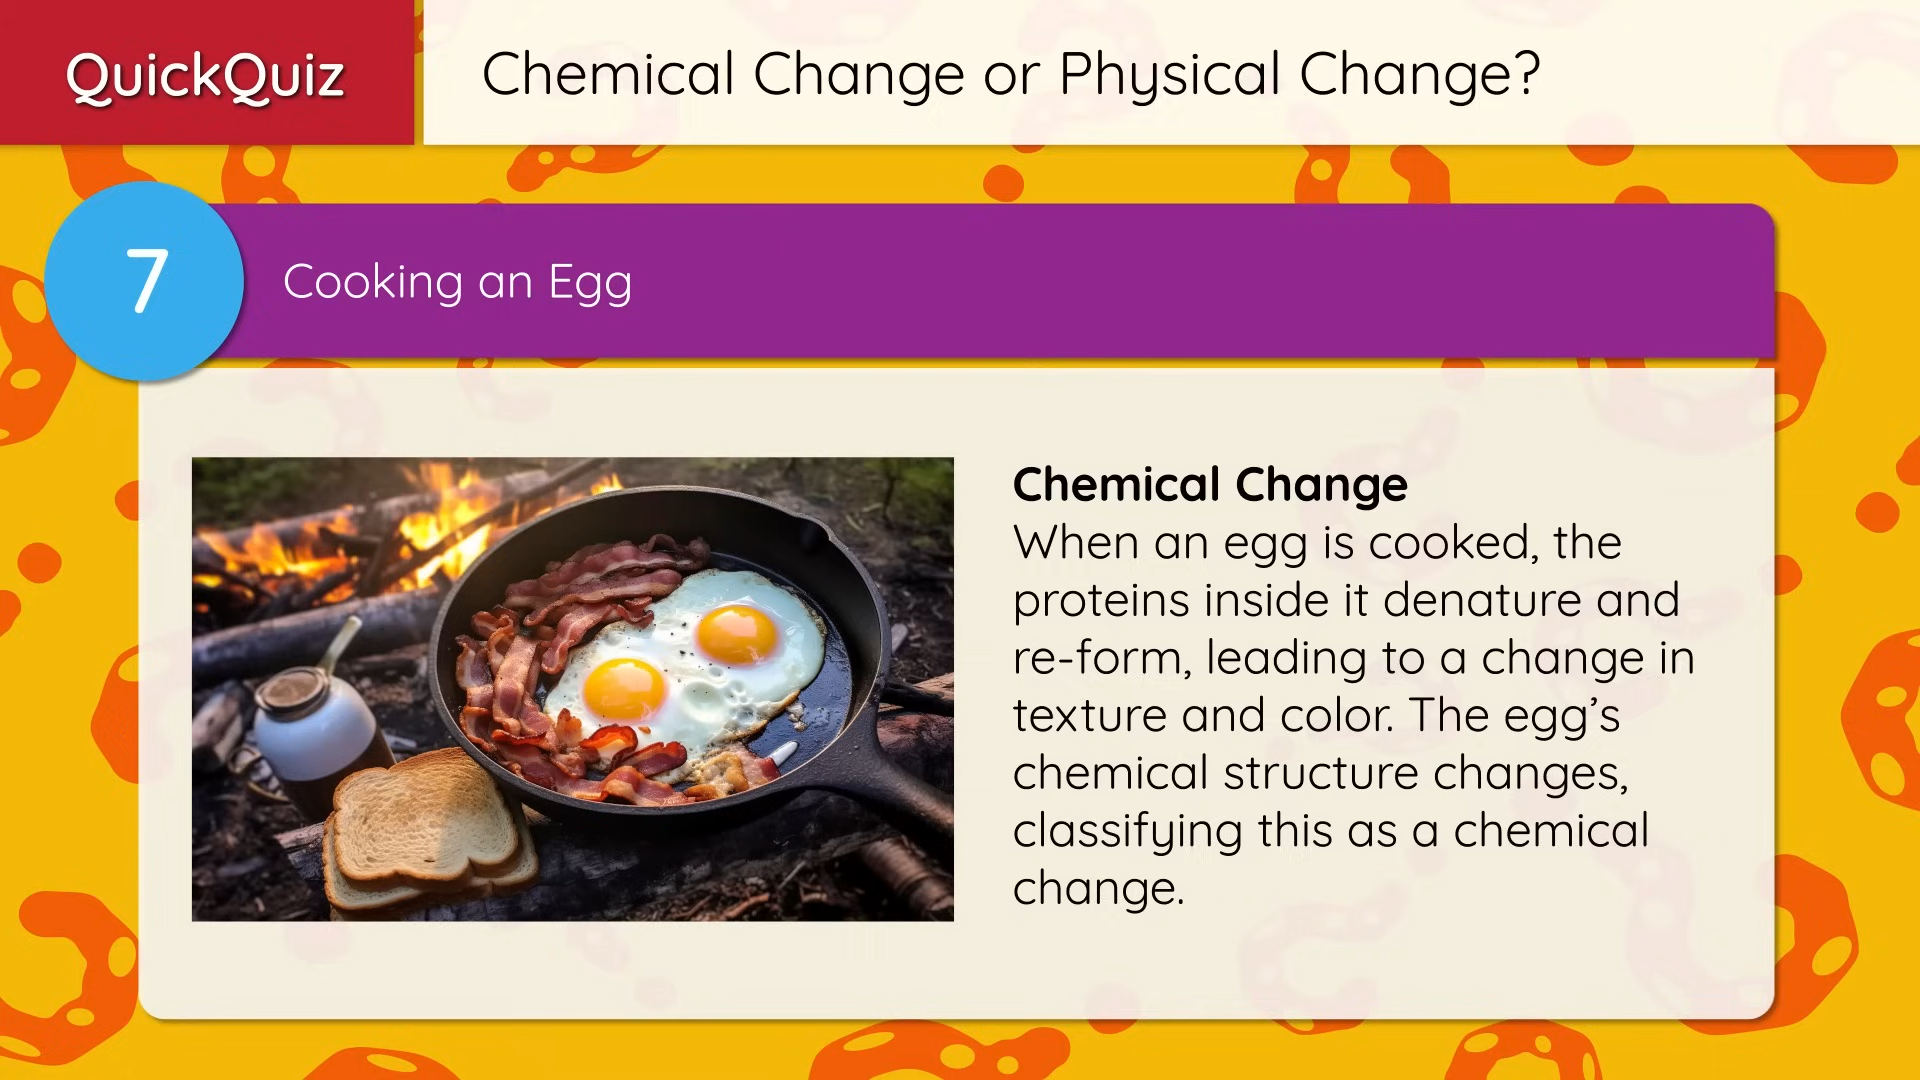 QuickQuiz
Chemical Change or Physical Change?
7
Cooking an Egg
Chemical Change
When an egg is cooked, the
proteins inside it denature and
re-form, leading to a change in
texture and color. The egg’s
chemical structure changes,
classifying this as a chemical
change.